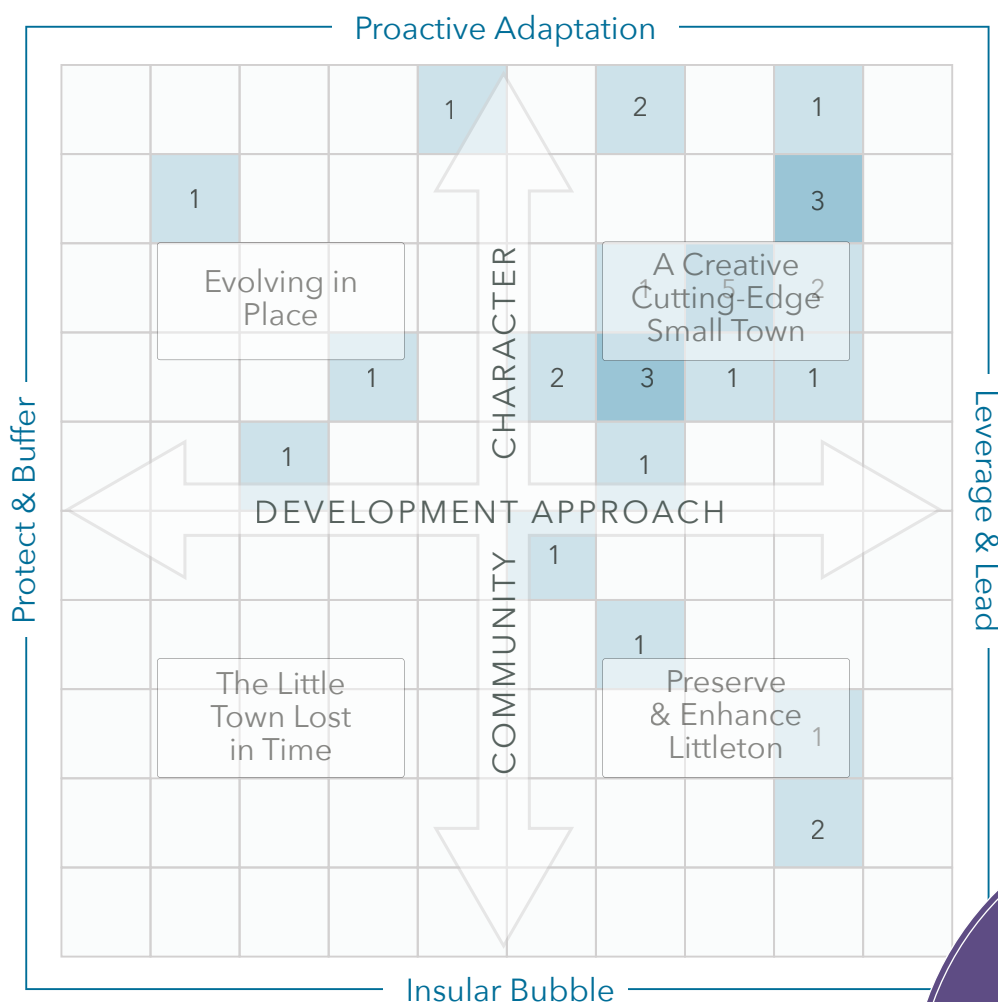 Proactive Adaptation
1
2
1
1
3
Evolving in
Place
A Creative
Cutting-Edge
Small Town
1
5
2
1
2
3
1
1
1
1
Protect & Buffer
Leverage & Lead
COMMUNITY CHARACTER
DEVELOPMENT APPROACH
1
1
The Little
Town Lost
in Time
Preserve
& Enhance
Littleton
1
2
Insular Bubble